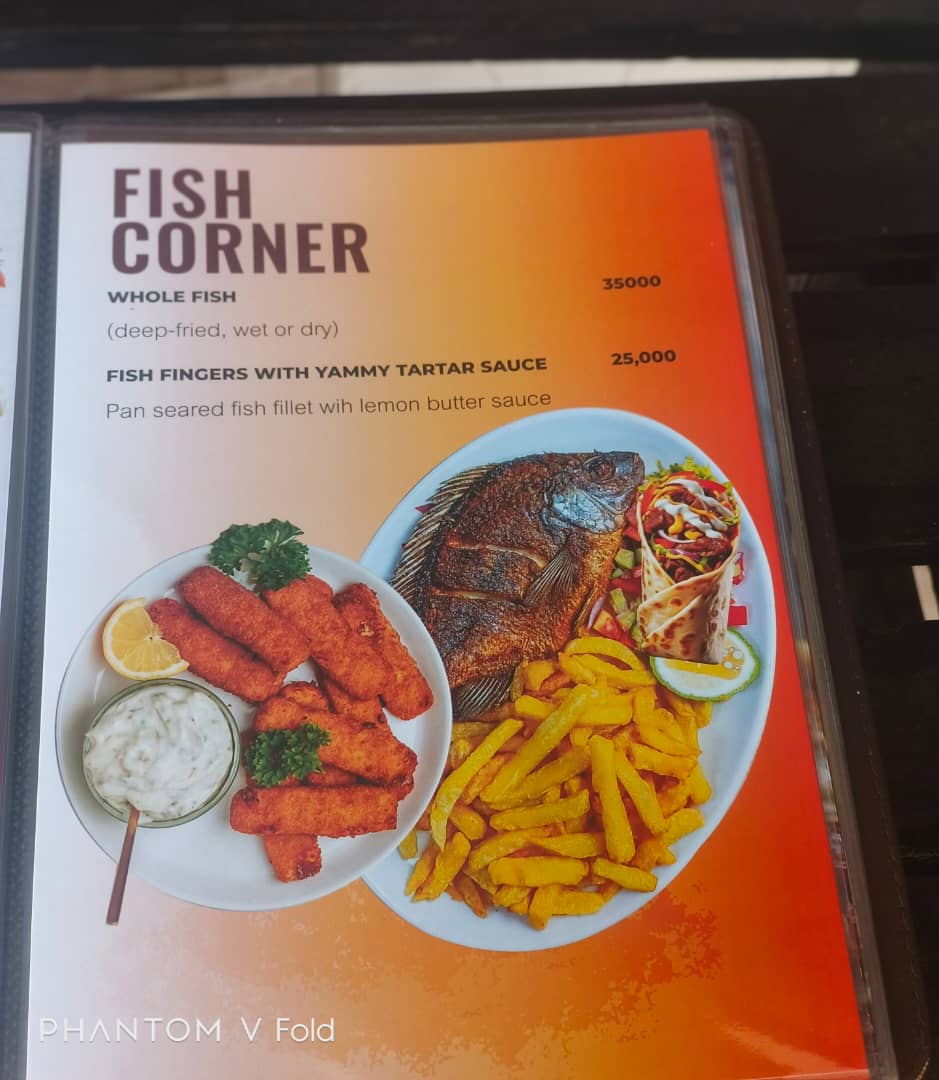 FISH
CORNER
WHOLE FISH 35000
(deep-fried, wet or dry)
FISH FINGERS WITH YAMMY TARTAR SAUCE 25,000
Pan seared fish fillet wih lemon butter sauce
PHANTOM V Fold